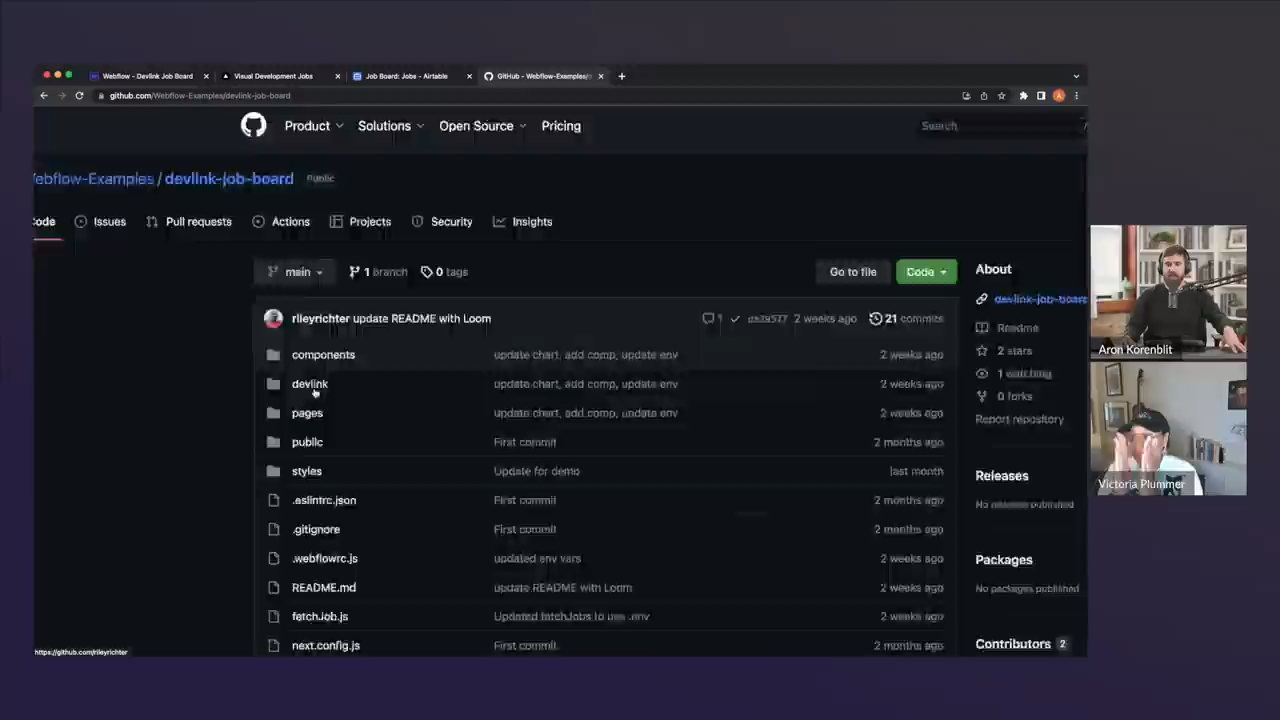 Webflow - Devlink Job Board
Visual Development Jobs
Job Board: Jobs - Airtable
GitHub - Webflow-Examples/
github.com/Webflow-Examples/devlink-job-board
Product
Solutions
Open Source
Pricing
Search
ebflow-Examples / devlink-job-board
Public
ode
Issues
Pull requests
Actions
Projects
Security
Insights
main
1 branch
0 tags
Go to file
Code
rileyrichter update README with Loom
1
2 weeks ago
21 commits
components
update chart, add comp, update env
2 weeks ago
devlink
update chart, add comp, update env
2 weeks ago
pages
update chart, add comp, update env
2 weeks ago
public
First commit
2 months ago
styles
Update for demo
last month
.eslintrc.json
First commit
2 months ago
.gitignore
First commit
2 months ago
.webflowrc.js
updated env vars
2 weeks ago
README.md
update README with Loom
2 weeks ago
fetchJob.js
Updated fetchJobs to use .env
2 weeks ago
next.config.js
First commit
2 months ago
About
devlink-job-board
Readme
2 stars
1 watching
0 forks
Report repository
Releases
No releases published
Packages
No packages published
Contributors 2
https://github.com/rileyrichter
Aron Korenblit
Victoria Plummer